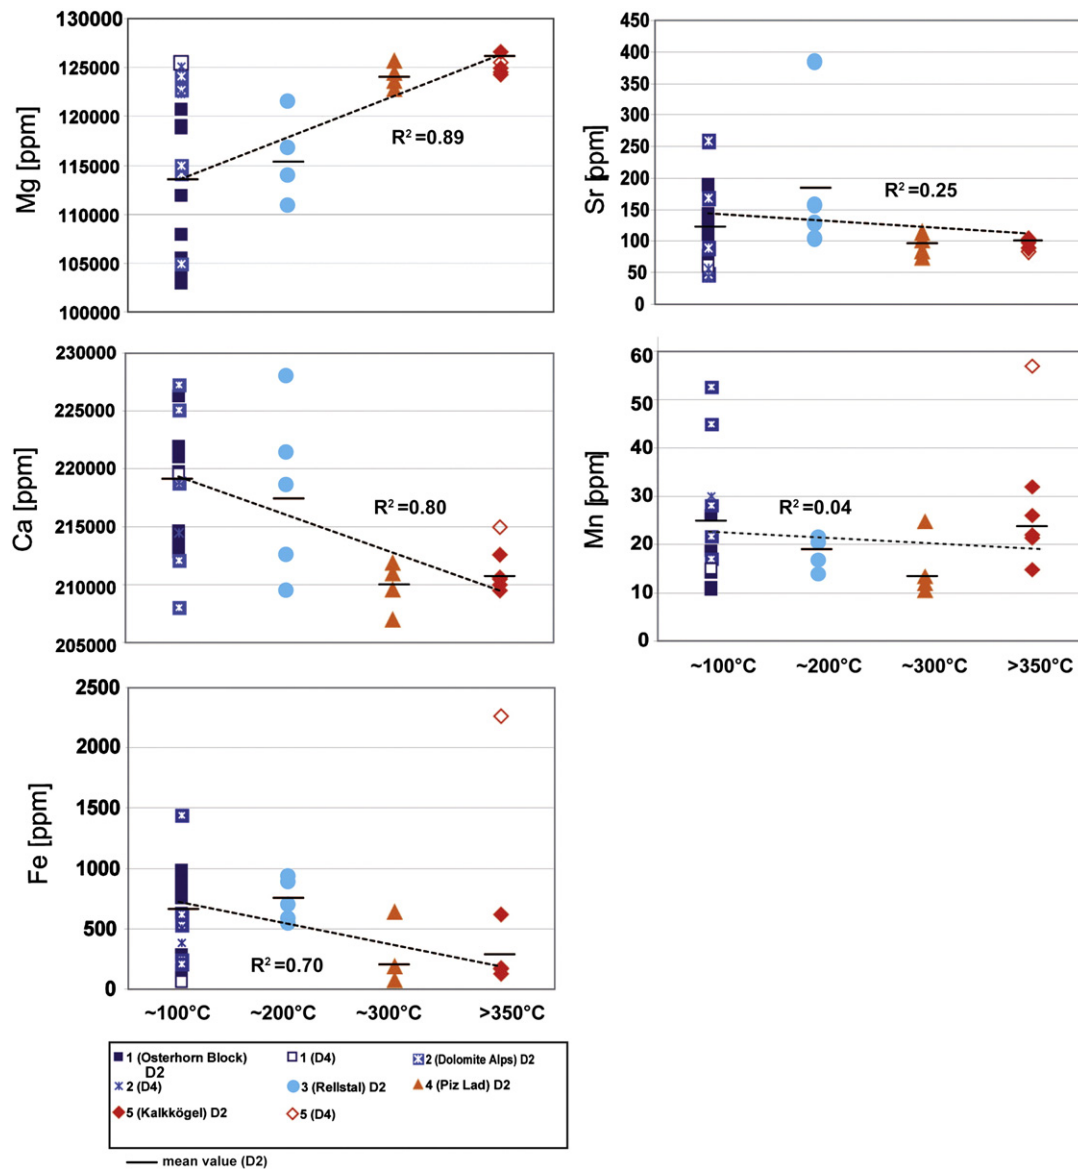 130000
125000
120000
115000
110000
105000
100000
Mg [ppm]
R²=0.89
450
400
350
300
250
200
150
100
50
0
Sr [ppm]
R²=0.25
230000
225000
220000
215000
210000
205000
Ca [ppm]
R²=0.80
60
50
40
30
20
10
0
Mn [ppm]
R²=0.04
~100°C ~200°C ~300°C >350°C
2500
2000
1500
1000
500
0
Fe [ppm]
R²=0.70
~100°C ~200°C ~300°C >350°C
1 (Osterhorn Block) 1 (D4) 2 (Dolomite Alps) D2
D2
2 (D4) 3 (Rellstal) D2 4 (Piz Lad) D2
5 (Kalkkögel) D2 5 (D4)
mean value (D2)